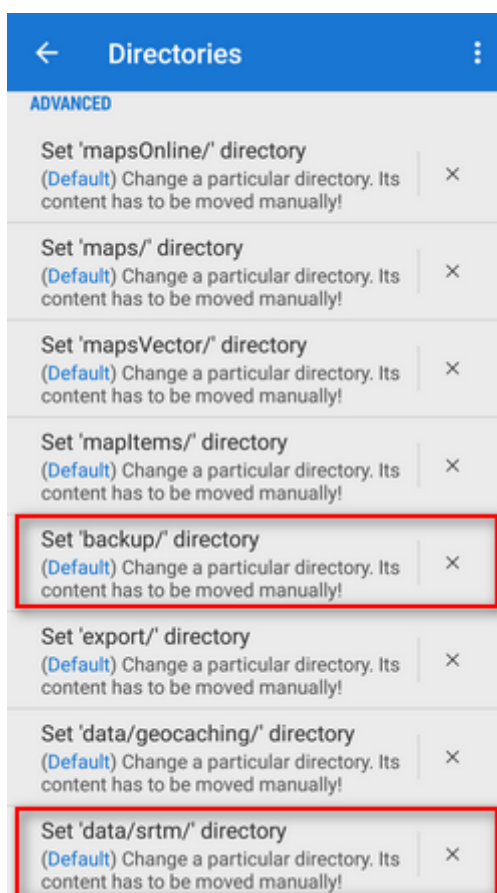 Directories
ADVANCED
Set 'mapsOnline/' directory
(Default) Change a particular directory. Its
content has to be moved manually!
Set 'maps/' directory
(Default) Change a particular directory. Its
content has to be moved manually!
Set 'mapsVector/' directory
(Default) Change a particular directory. Its
content has to be moved manually!
Set 'mapItems/' directory
(Default) Change a particular directory. Its
content has to be moved manually!
Set 'backup/' directory
(Default) Change a particular directory. Its
content has to be moved manually!
Set 'export/' directory
(Default) Change a particular directory. Its
content has to be moved manually!
Set 'data/geocaching/' directory
(Default) Change a particular directory. Its
content has to be moved manually!
Set 'data/srtm/' directory
(Default) Change a particular directory. Its
content has to be moved manually!